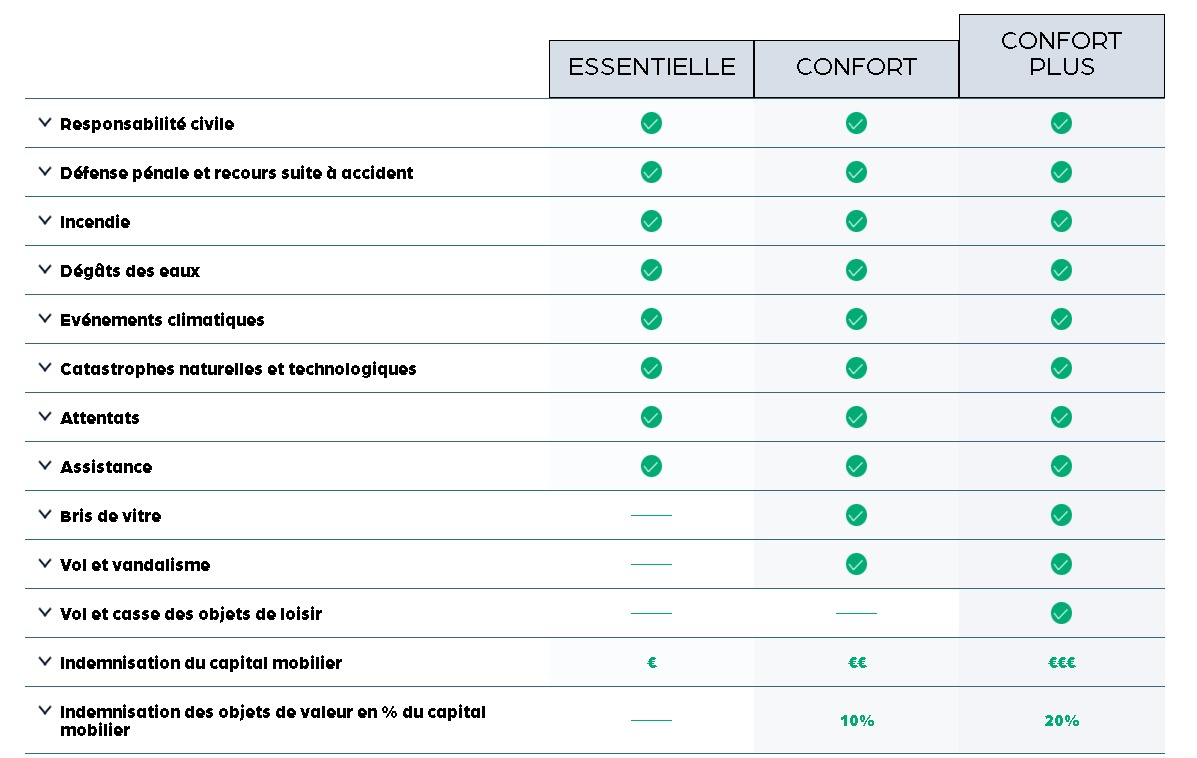 ESSENTIELLE
CONFORT
CONFORT
PLUS
Responsabilité civile
Défense pénale et recours suite à accident
Incendie
Dégâts des eaux
Evénements climatiques
Catastrophes naturelles et technologiques
Attentats
Assistance
Bris de vitre
Vol et vandalisme
Vol et casse des objets de loisir
Indemnisation du capital mobilier € €€ €€€
Indemnisation des objets de valeur en % du capital
mobilier
10% 20%